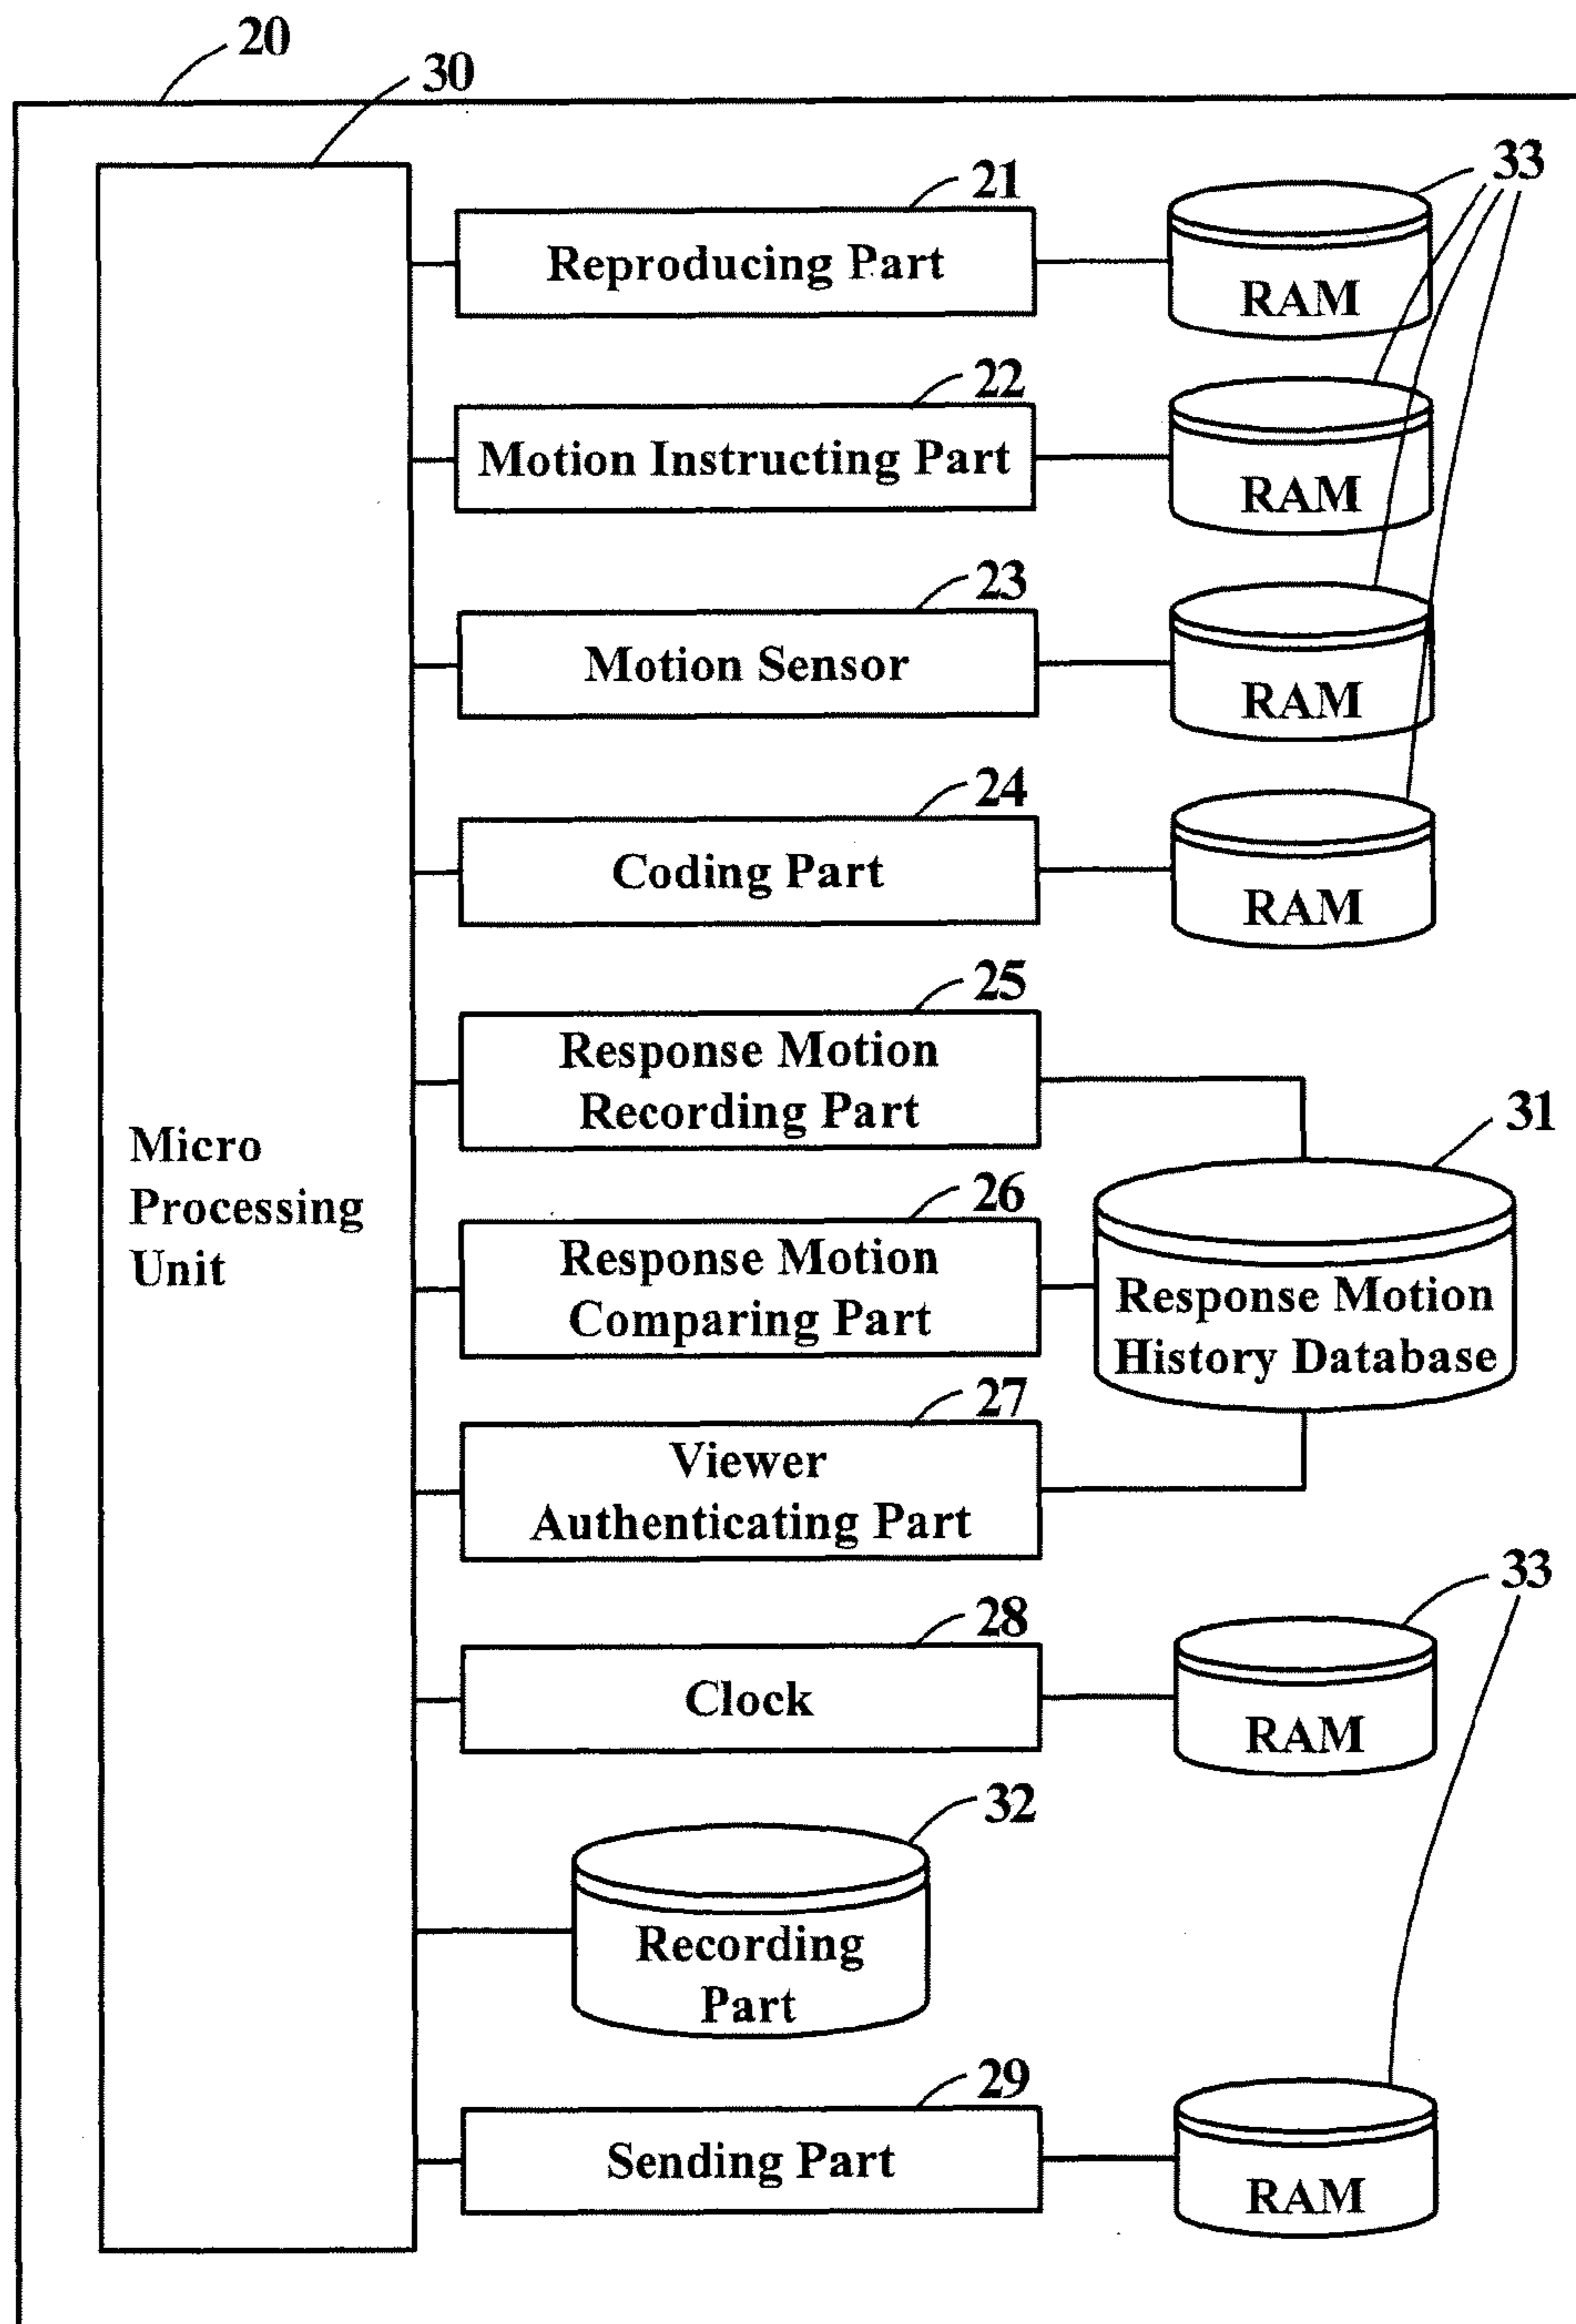 20
30
21
33
Reproducing Part
RAM
22
Motion Instructing Part
RAM
23
Motion Sensor
RAM
24
Coding Part
RAM
25
Response Motion
Recording Part
31
Micro
Processing
Unit
26
Response Motion
Comparing Part
Response Motion
History Database
27
Viewer
Authenticating Part
28
33
Clock
RAM
32
Recording
Part
29
Sending Part
RAM